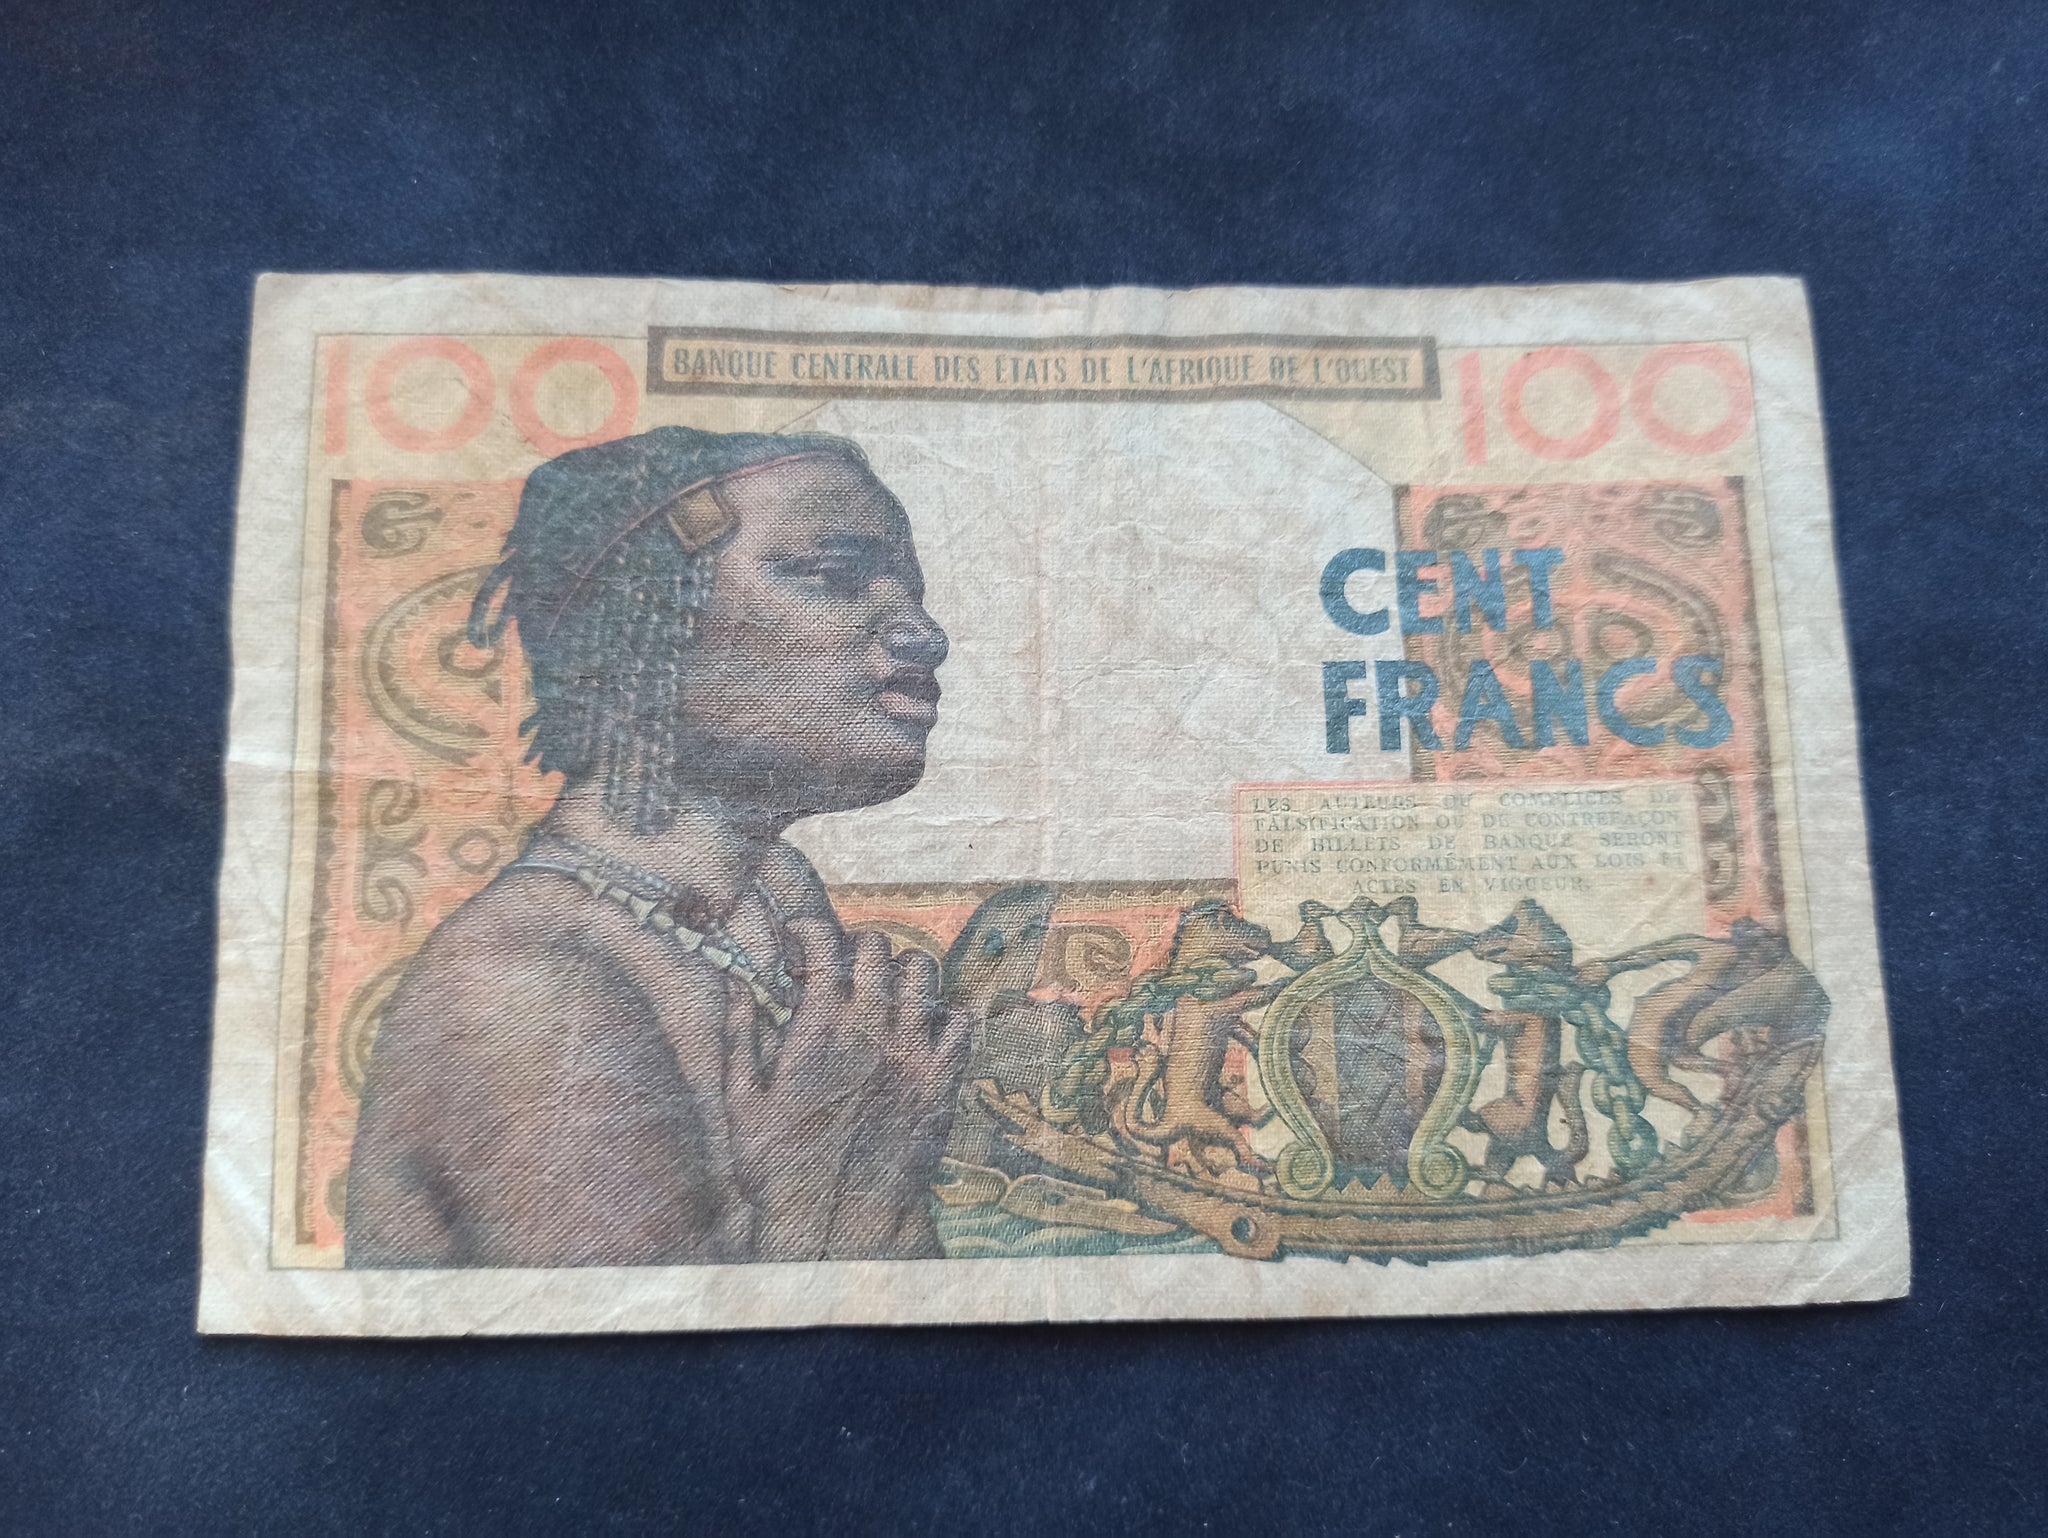 100
BANQUE CENTRALE DES ÉTATS DE L'AFRIQUE DE L'OUEST
100
CENT
FRANCS
LES AUTEURS OU COMPLICES DE
FALSIFICATION OU DE CONTREFAÇON
DE BILLETS DE BANQUE SERONT
PUNIS CONFORMÉMENT AUX LOIS ET
ACTES EN VIGUEUR.